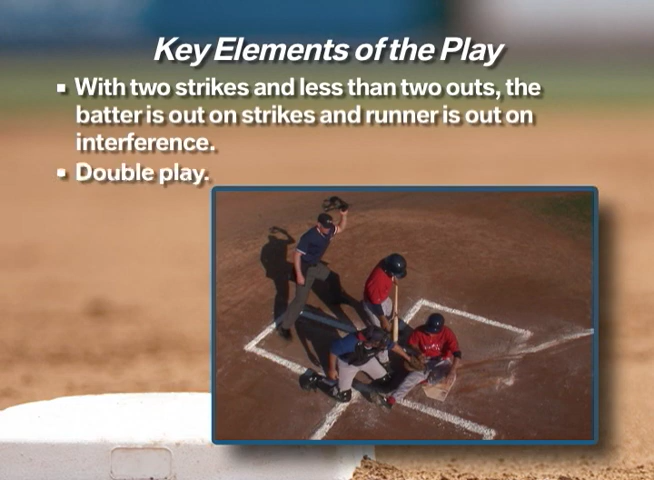 Key Elements of the Play
▪ With two strikes and less than two outs, the
batter is out on strikes and runner is out on
interference.
▪ Double play.